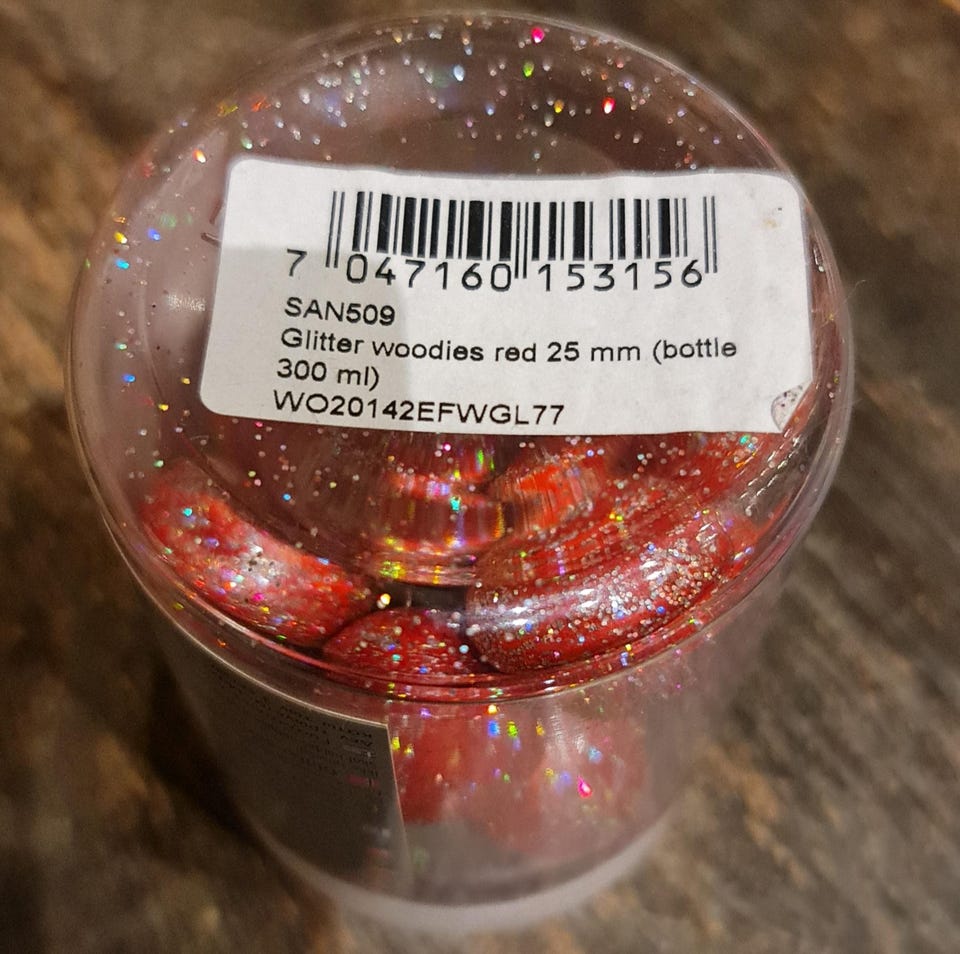 7 047160 153156
SAN509
Glitter woodies red 25 mm (bottle
300 ml)
WO20142EFWGL77